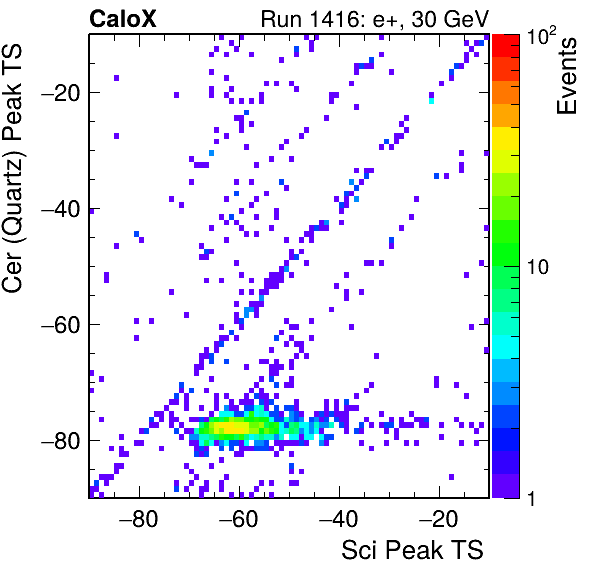 CaloX Run 1416: e+, 30 GeV
Cer (Quartz) Peak TS
−20
−40
−60
−80
−80 −60 −40 −20
Sci Peak TS
10²
10
1
Events